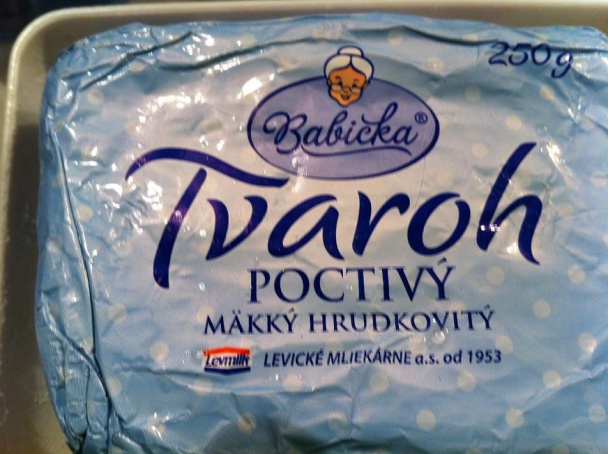 250g
Babička®
Tvaroh
POCTIVÝ
MÄKKÝ HRUDKOVITÝ
Levmilk LEVICKÉ MLIEKÁRNE a.s. od 1953